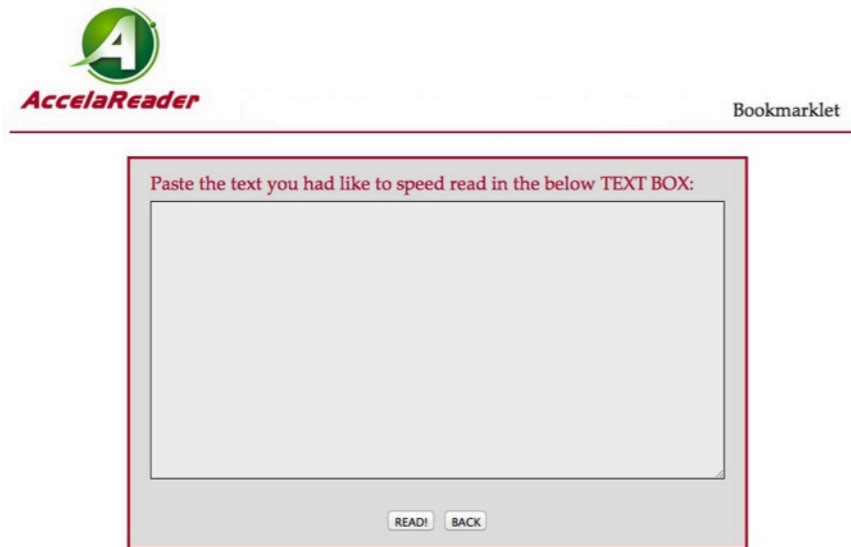 A
AccelaReader
Bookmarklet
Paste the text you had like to speed read in the below TEXT BOX:
READ! BACK